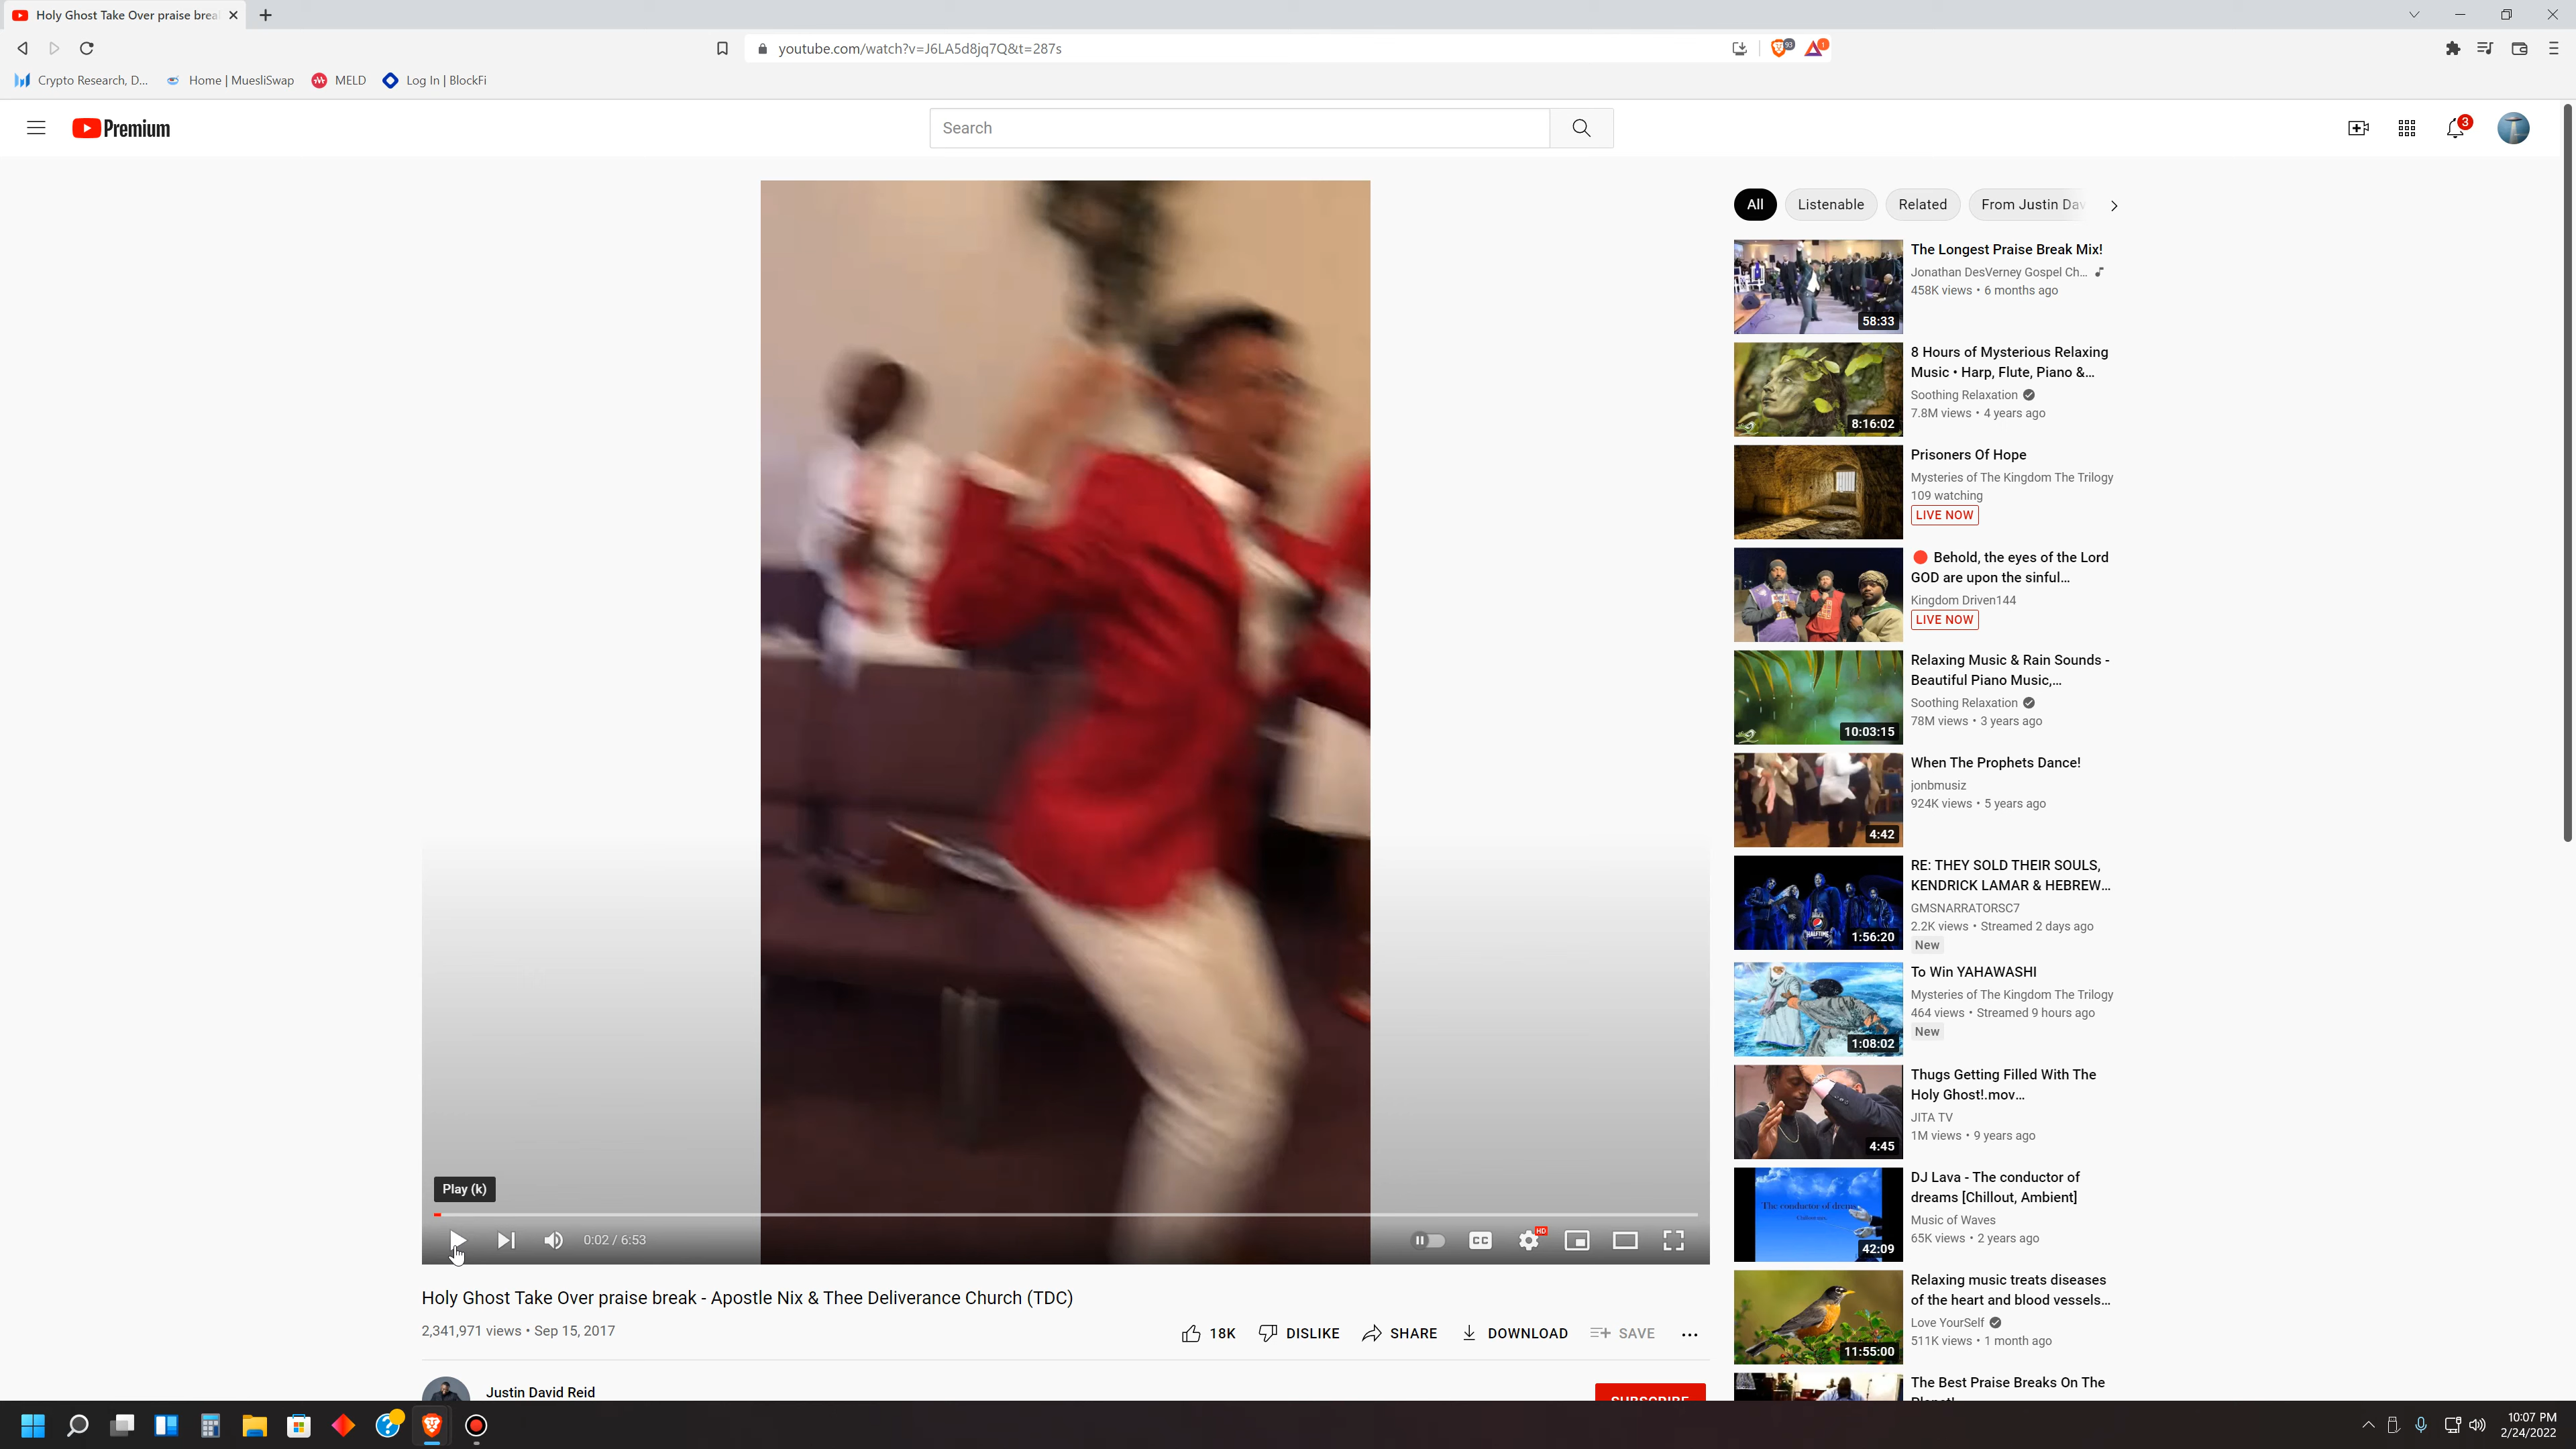 Holy Ghost Take Over praise brea
youtube.com/watch?v=J6LA5d8jq7Q&t=287s
93
1
Crypto Research, D...
Home | MuesliSwap
MELD
Log In | BlockFi
Premium
Search
3
All
Listenable
Related
From Justin Dav
The Longest Praise Break Mix!
Jonathan DesVerney Gospel Ch...
458K views • 6 months ago
58:33
8 Hours of Mysterious Relaxing
Music • Harp, Flute, Piano &...
Soothing Relaxation
7.8M views • 4 years ago
8:16:02
Prisoners Of Hope
Mysteries of The Kingdom The Trilogy
109 watching
LIVE NOW
Behold, the eyes of the Lord
GOD are upon the sinful...
Kingdom Driven144
LIVE NOW
Relaxing Music & Rain Sounds -
Beautiful Piano Music,...
Soothing Relaxation
78M views • 3 years ago
10:03:15
When The Prophets Dance!
jonbmusiz
924K views • 5 years ago
4:42
RE: THEY SOLD THEIR SOULS,
KENDRICK LAMAR & HEBREW...
GMSNARRATORSC7
2.2K views • Streamed 2 days ago
New
HALFTIME
1:56:20
To Win YAHAWASHI
Mysteries of The Kingdom The Trilogy
464 views • Streamed 9 hours ago
New
1:08:02
Thugs Getting Filled With The
Holy Ghost!.mov...
JITA TV
1M views • 9 years ago
4:45
DJ Lava - The conductor of
dreams [Chillout, Ambient]
Music of Waves
65K views • 2 years ago
The conductor of dreams
42:09
Relaxing music treats diseases
of the heart and blood vessels...
Love YourSelf
511K views • 1 month ago
11:55:00
The Best Praise Breaks On The
Play (k)
0:02 / 6:53
CC
HD
Holy Ghost Take Over praise break - Apostle Nix & Thee Deliverance Church (TDC)
2,341,971 views • Sep 15, 2017
18K
DISLIKE
SHARE
DOWNLOAD
SAVE
Justin David Reid
SUBSCRIBE
10:07 PM
2/24/2022